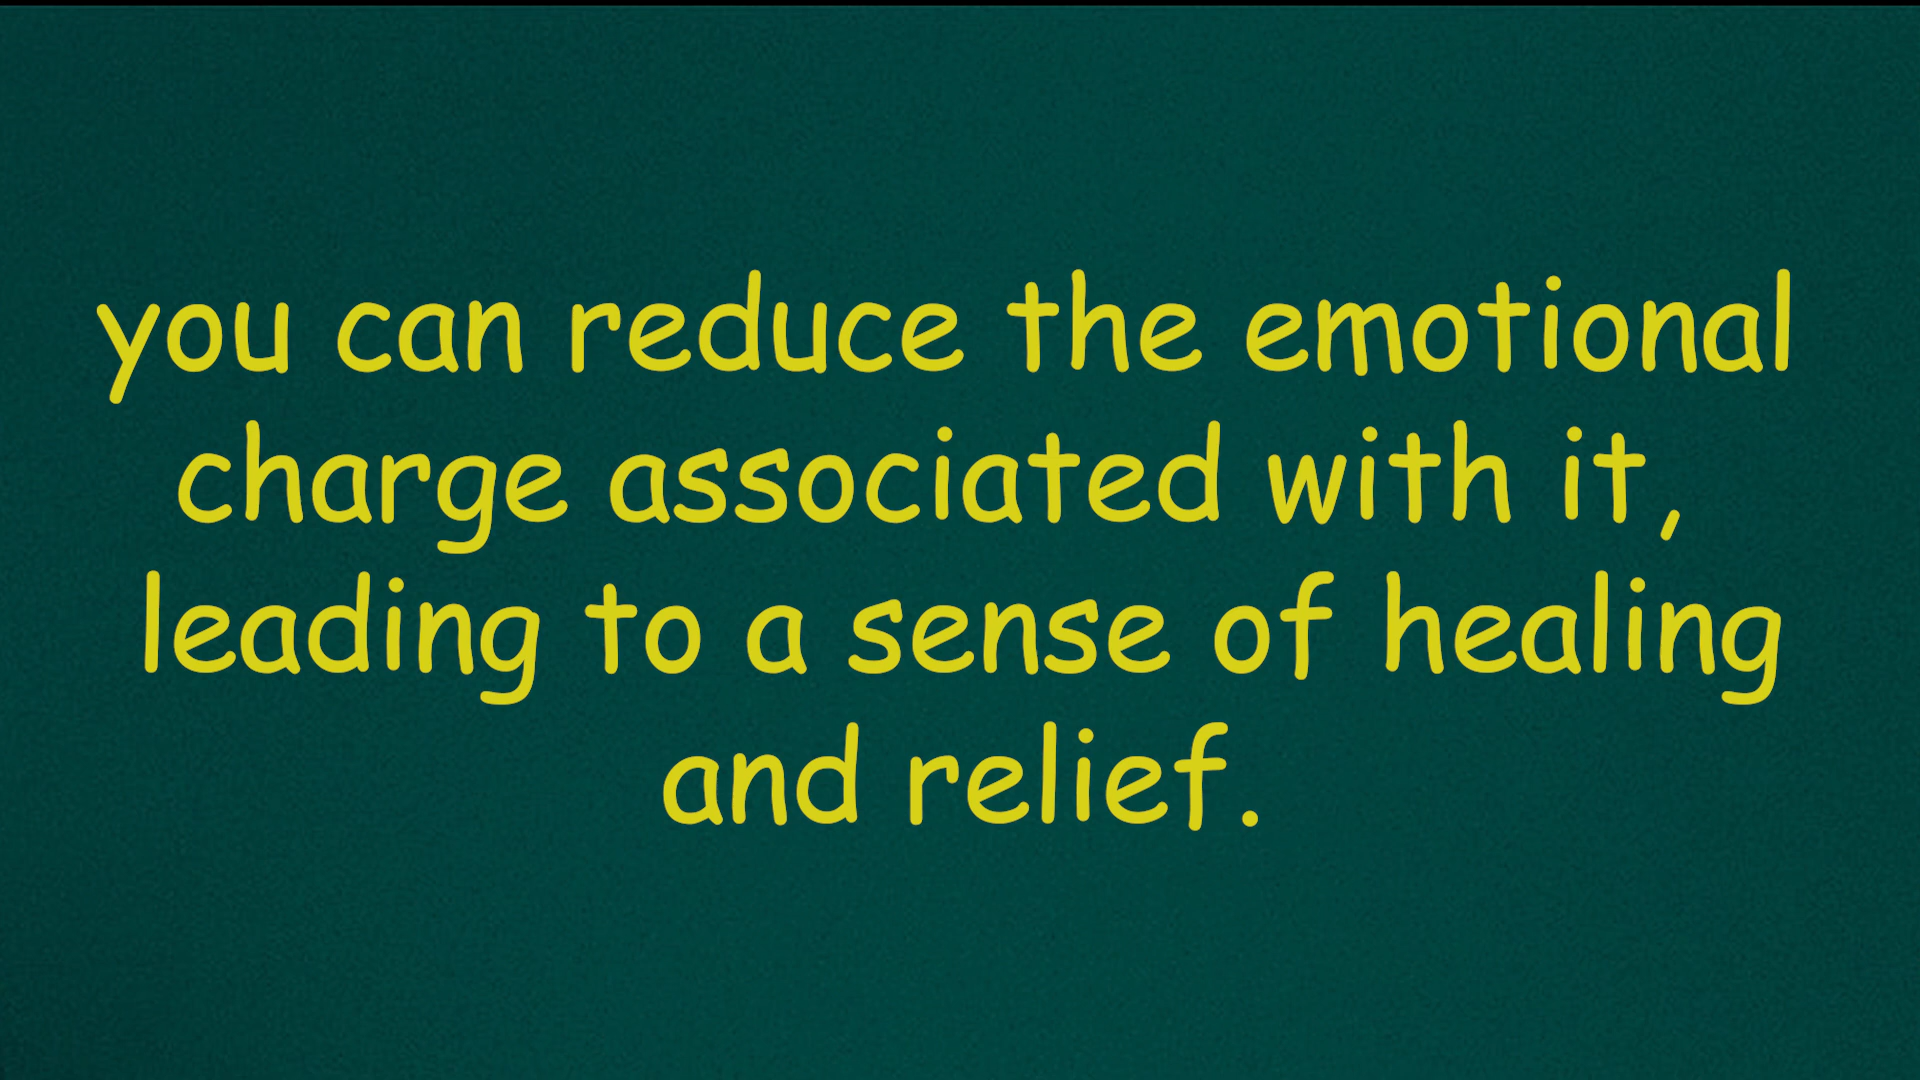 you can reduce the emotional
charge associated with it,
leading to a sense of healing
and relief.